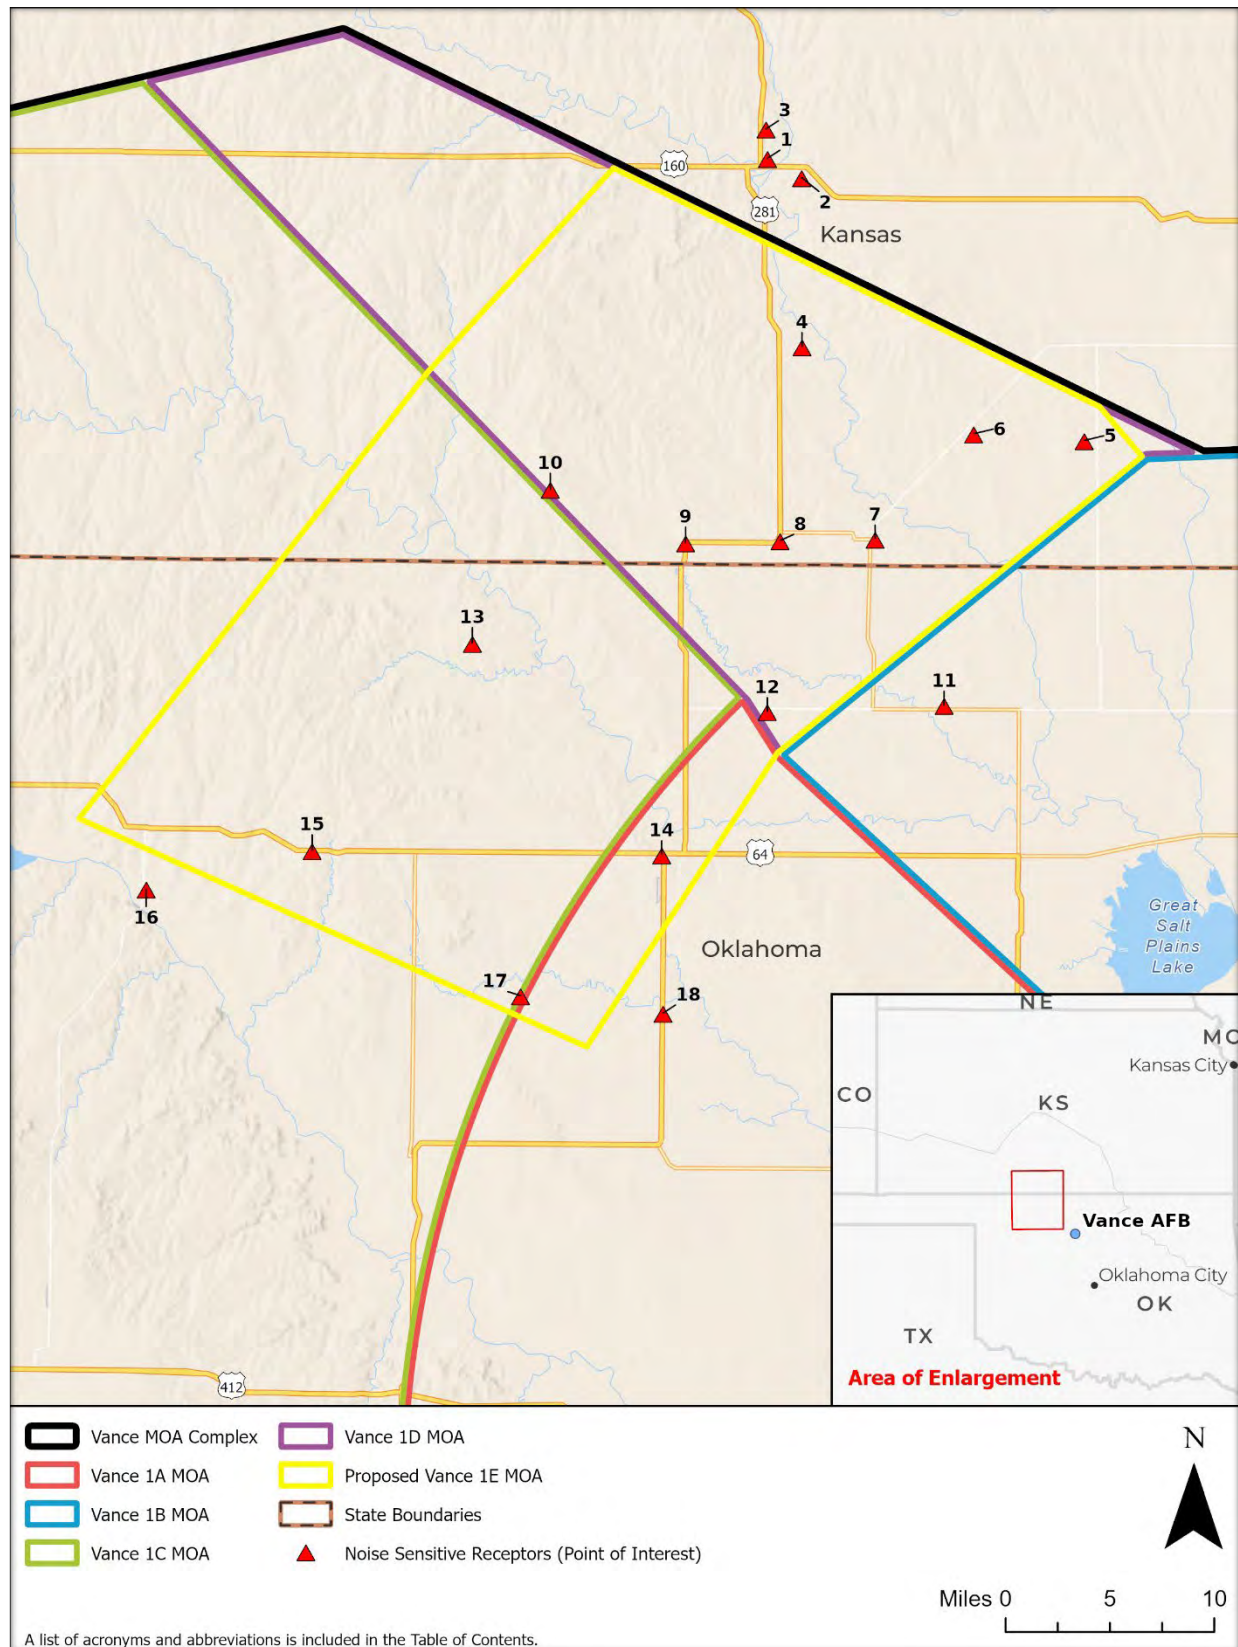 3
1
160
2
281
Kansas
4
6
5
10
9
8
7
13
12
11
15
14
64
16
Great
Salt
Plains
Lake
Oklahoma
17
18
NE
MO
Kansas City
CO
KS
Vance AFB
Oklahoma City
OK
TX
412
Area of Enlargement
Vance MOA Complex
Vance 1D MOA
N
Vance 1A MOA
Proposed Vance 1E MOA
Vance 1B MOA
State Boundaries
Vance 1C MOA
Noise Sensitive Receptors (Point of Interest)
Miles 0 5 10
A list of acronyms and abbreviations is included in the Table of Contents.